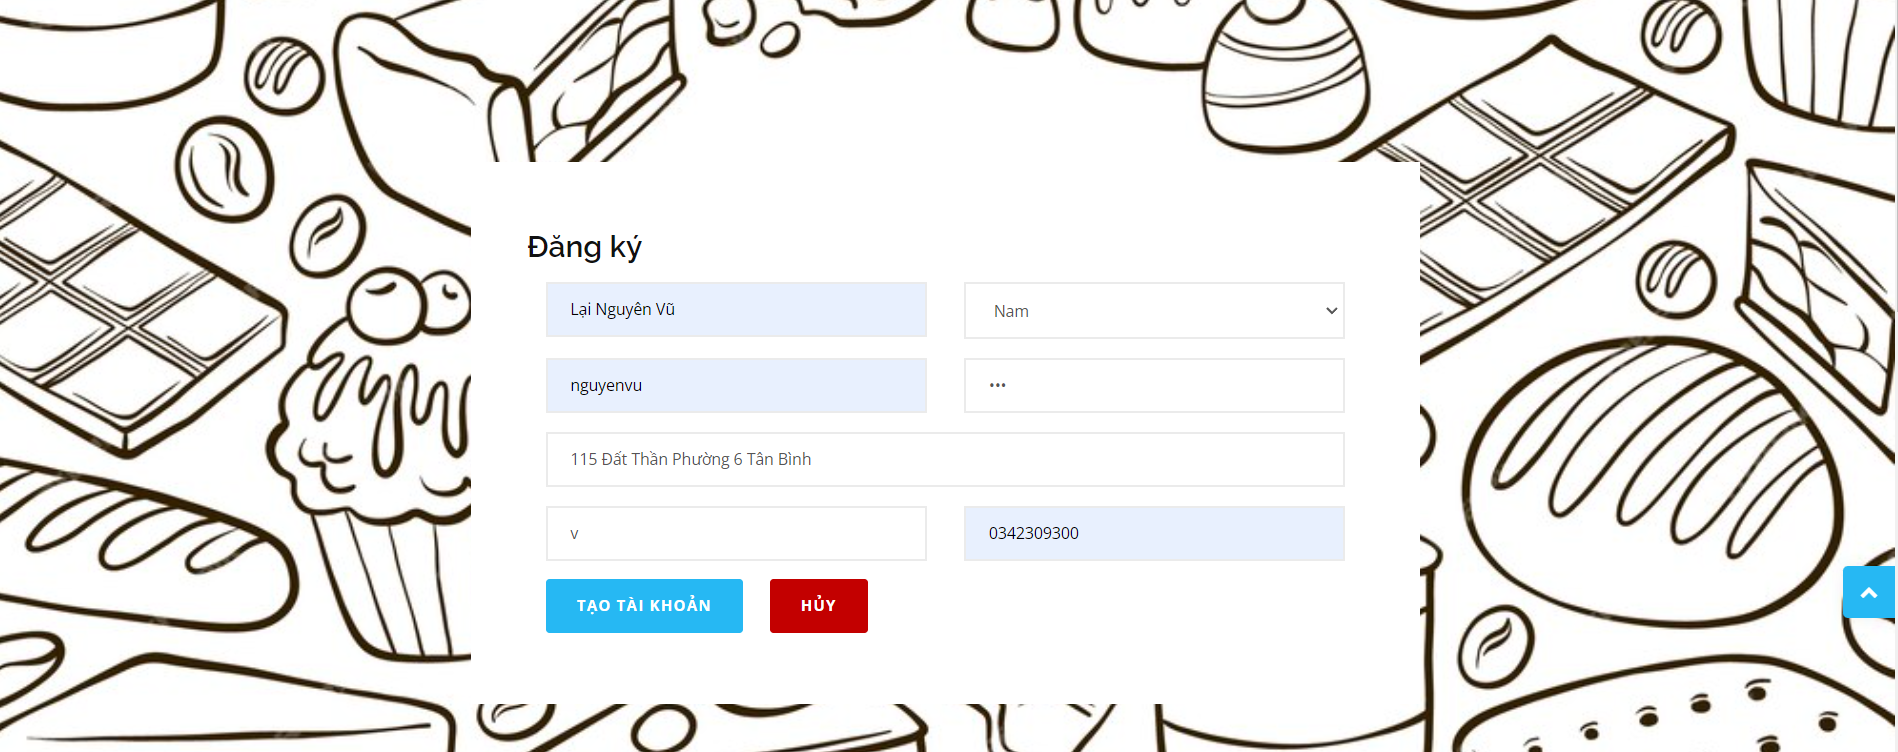 Đăng ký
Lại Nguyên Vũ
Nam
nguyenvu
•••
115 Đất Thần Phường 6 Tân Bình
v
0342309300
TẠO TÀI KHOẢN
HỦY